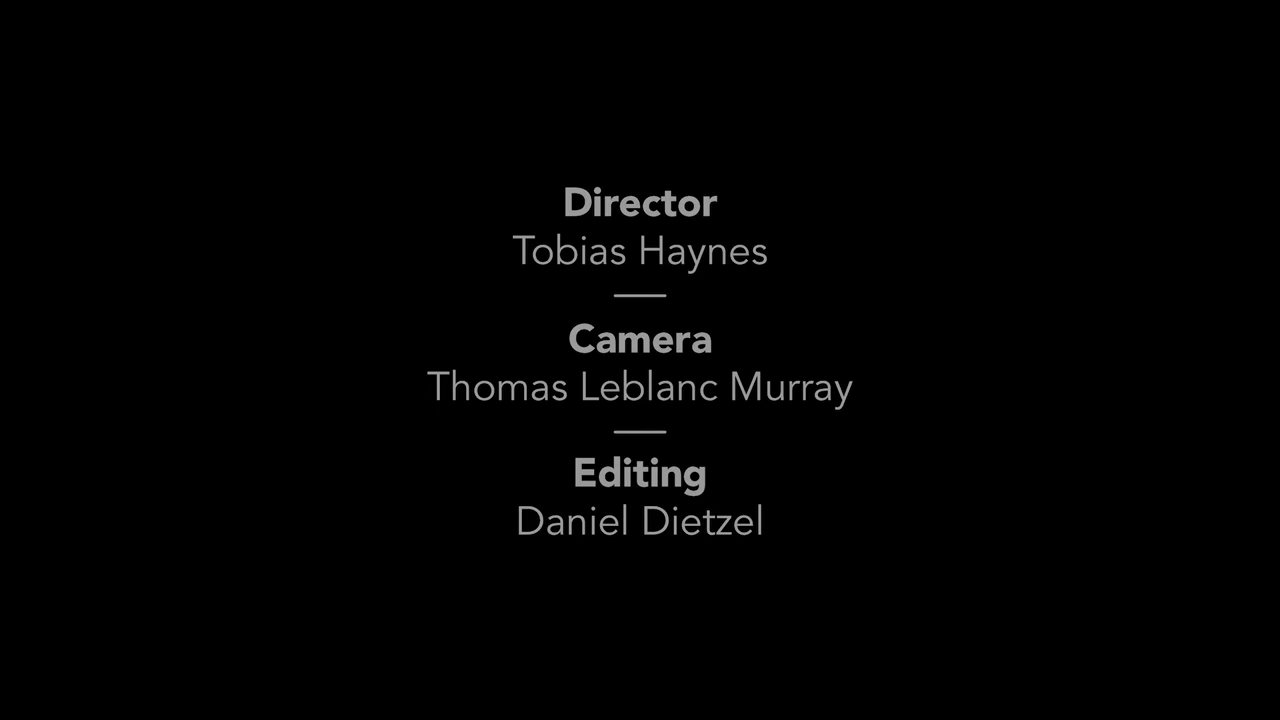 Director
Tobias Haynes
Camera
Thomas Leblanc Murray
Editing
Daniel Dietzel